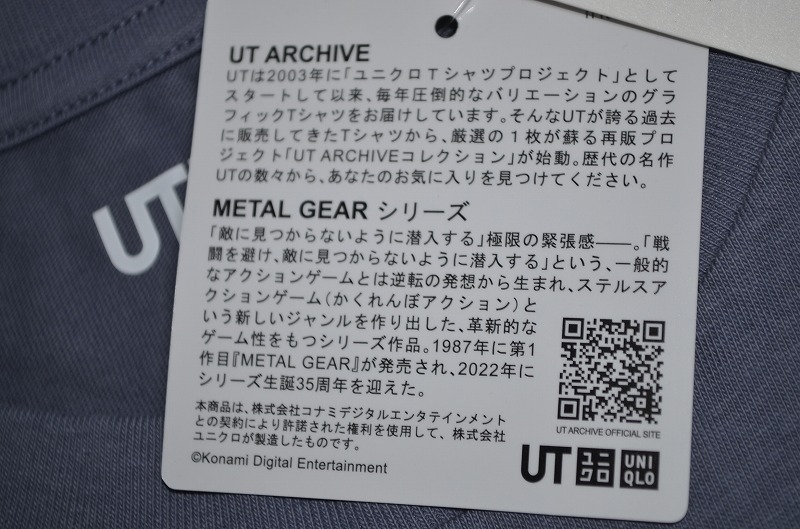 UT ARCHIVE
UTは2003年に「ユニクロTシャツプロジェクト」として
スタートして以来、毎年圧倒的なバリエーションのグラ
フィックTシャツをお届けしています。そんなUTが誇る過去
に販売してきたTシャツから、厳選の1枚が蘇る再販プロ
ジェクト「UT ARCHIVEコレクション」が始動。歴代の名作
UTの数々から、あなたのお気に入りを見つけてください。
METAL GEAR シリーズ
「敵に見つからないように潜入する」極限の緊張感——。「戦
闘を避け、敵に見つからないように潜入する」という、一般的
なアクションゲームとは逆転の発想から生まれ、ステルスア
クションゲーム（かくれんぼアクション）と
いう新しいジャンルを作り出した、革新的な
ゲーム性をもつシリーズ作品。1987年に第1
作目『METAL GEAR』が発売され、2022年に
シリーズ生誕35周年を迎えた。
本商品は、株式会社コナミデジタルエンタテインメント
との契約により許諾された権利を使用して、株式会社
ユニクロが製造したものです。
©Konami Digital Entertainment
UT ARCHIVE OFFICIAL SITE
UT ユニクロ UNIQLO
UT